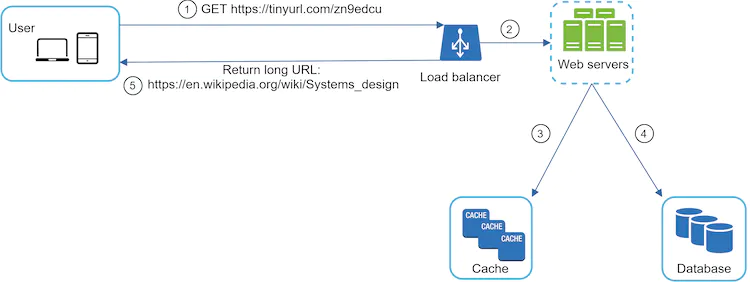 User
1 GET https://tinyurl.com/zn9edcu
2
Load balancer
Web servers
Return long URL:
5 https://en.wikipedia.org/wiki/Systems_design
3
4
CACHE
CACHE
CACHE
Cache
Database